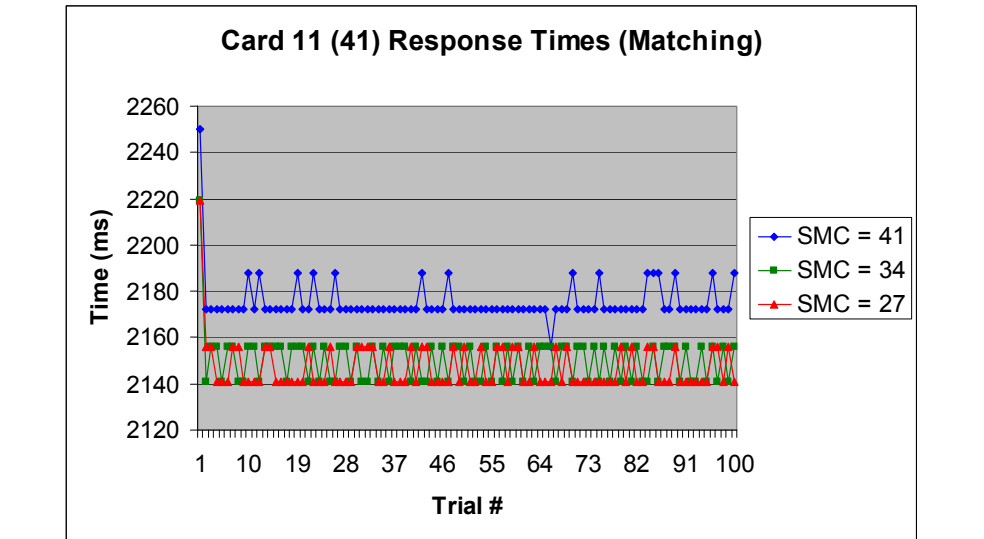 Card 11 (41) Response Times (Matching)
2260
2240
2220
2200
2180
2160
2140
2120
Time (ms)
1 10 19 28 37 46 55 64 73 82 91 100
Trial #
SMC = 41
SMC = 34
SMC = 27